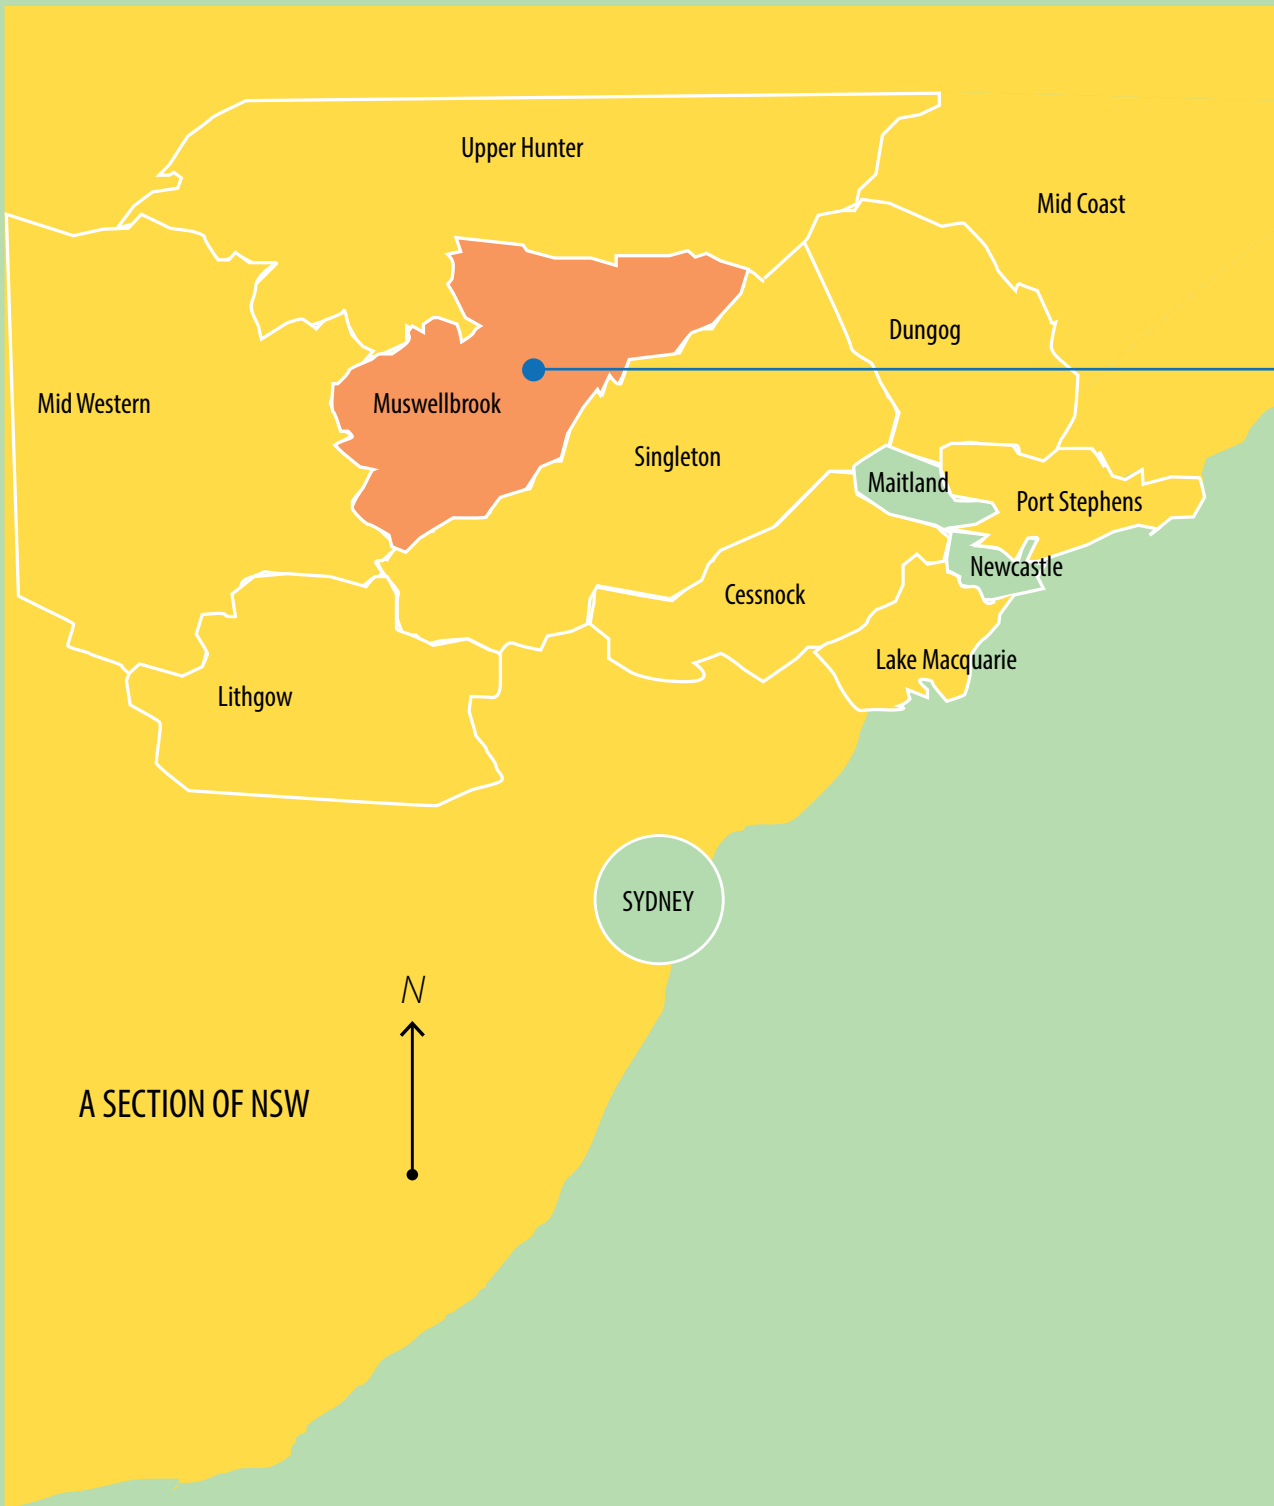 Upper Hunter
Mid Coast
Dungog
Mid Western
Muswellbrook
Singleton
Maitland
Port Stephens
Newcastle
Cessnock
Lake Macquarie
Lithgow
SYDNEY
N
A SECTION OF NSW